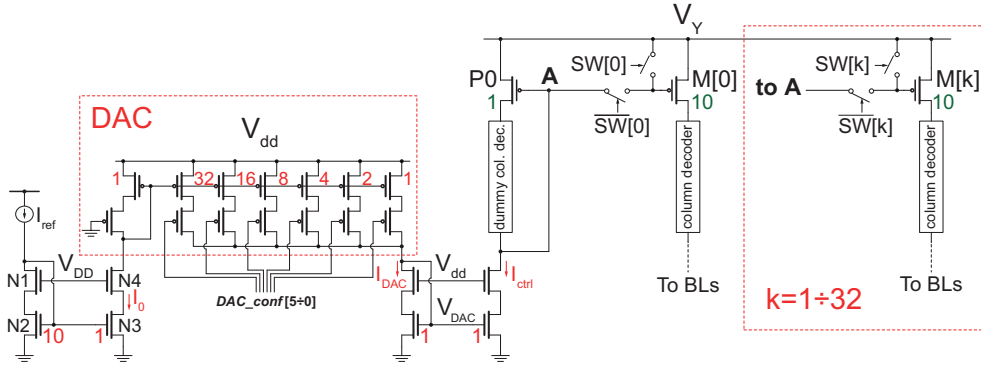 V_Y
P0
A
SW[0]
M[0]
SW[k]
M[k]
to A
1
10
10
SW[0]
SW[k]
DAC
V_dd
1
32
16
8
4
2
1
dummy col. dec.
column decoder
column decoder
I_ref
V_DD
N1
N4
I_0
N2
10
1
N3
DAC_conf[5÷0]
I_DAC
V_dd
I_ctrl
V_DAC
1
1
To BLs
To BLs
k=1÷32